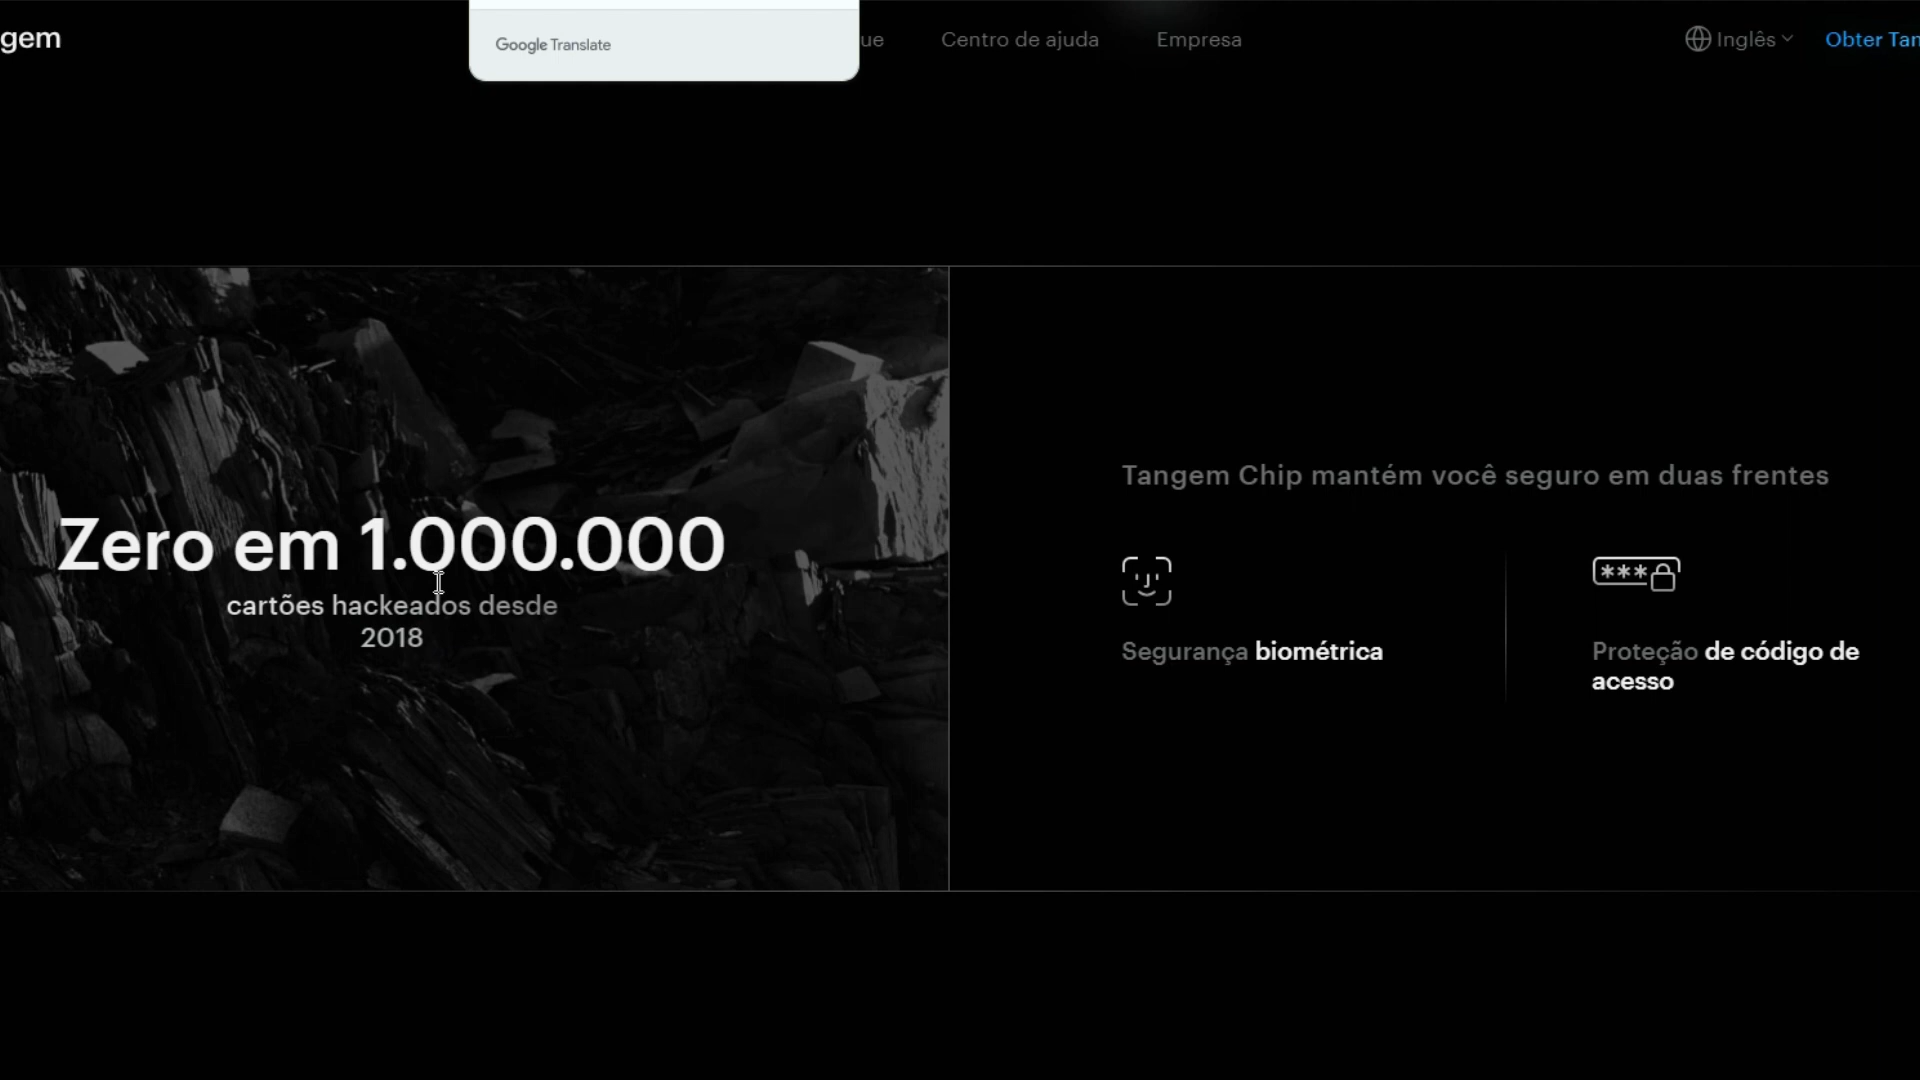 gem
Google Translate
ue
Centro de ajuda
Empresa
Inglês
Obter Tan
Zero em 1.000.000
cartões hackeados desde
2018
Tangem Chip mantém você seguro em duas frentes
***
Segurança biométrica
Proteção de código de
acesso